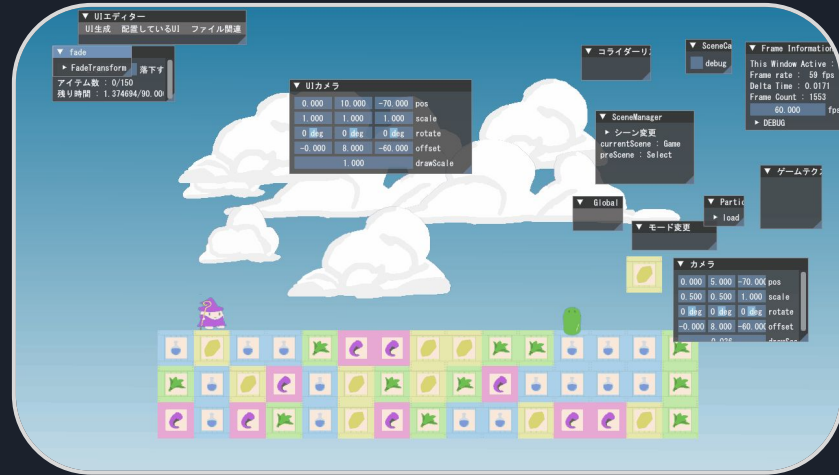 ▼ UIエディター
UI生成 配置しているUI ファイル関連
▼ fade
▶ FadeTransform
落下す
アイテム数 : 0/150
残り時間 : 1.374694/90.00
▼ UIカメラ
0.000 10.000 -70.000 pos
1.000 1.000 1.000 scale
0 deg 0 deg 0 deg rotate
-0.000 8.000 -60.000 offset
1.000 drawScale
▼ コライダーリ
▼ SceneCa
debug
▼ Frame Information
This Window Active :
Frame rate : 59 fps
Delta Time : 0.0171
Frame Count : 1553
60.000 fps
▶ DEBUG
▼ SceneManager
▶ シーン変更
currentScene : Game
preScene : Select
▼ ゲームテクス
▼ Global
▼ Partic
▶ load
▼ モード変更
▼ カメラ
0.000 5.000 -70.000 pos
0.500 0.500 1.000 scale
0 deg 0 deg 0 deg rotate
-0.000 8.000 -60.000 offset